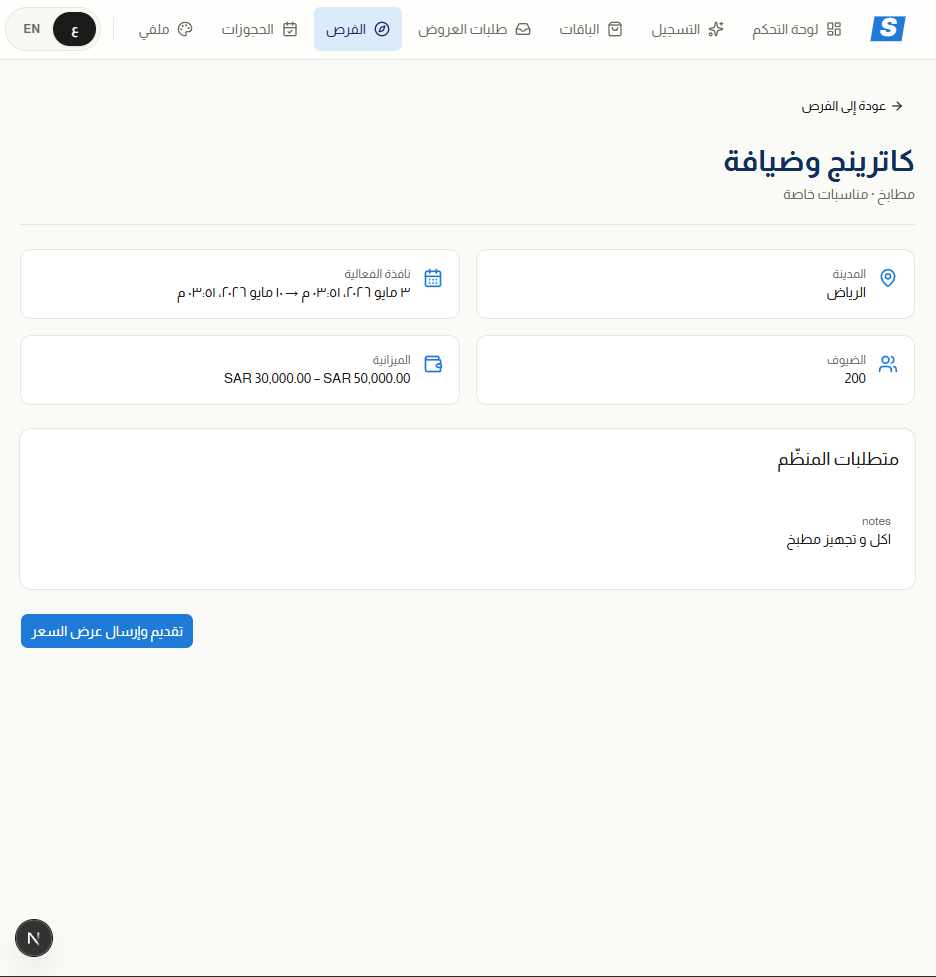 S
لوحة التحكم
التسجيل
الباقات
طلبات العروض
الفرص
الحجوزات
ملفي
ع
EN
→ عودة إلى الفرص
كاترينج وضيافة
مطابخ · مناسبات خاصة
المدينة
الرياض
نافذة الفعالية
٣ مايو ٢٠٢٦، ٠٣:٥١ م → ١٠ مايو ٢٠٢٦، ٠٣:٥١ م
الضيوف
200
الميزانية
SAR 30,000.00 – SAR 50,000.00
متطلبات المنظّم
notes
اكل و تجهيز مطبخ
تقديم وإرسال عرض السعر
N